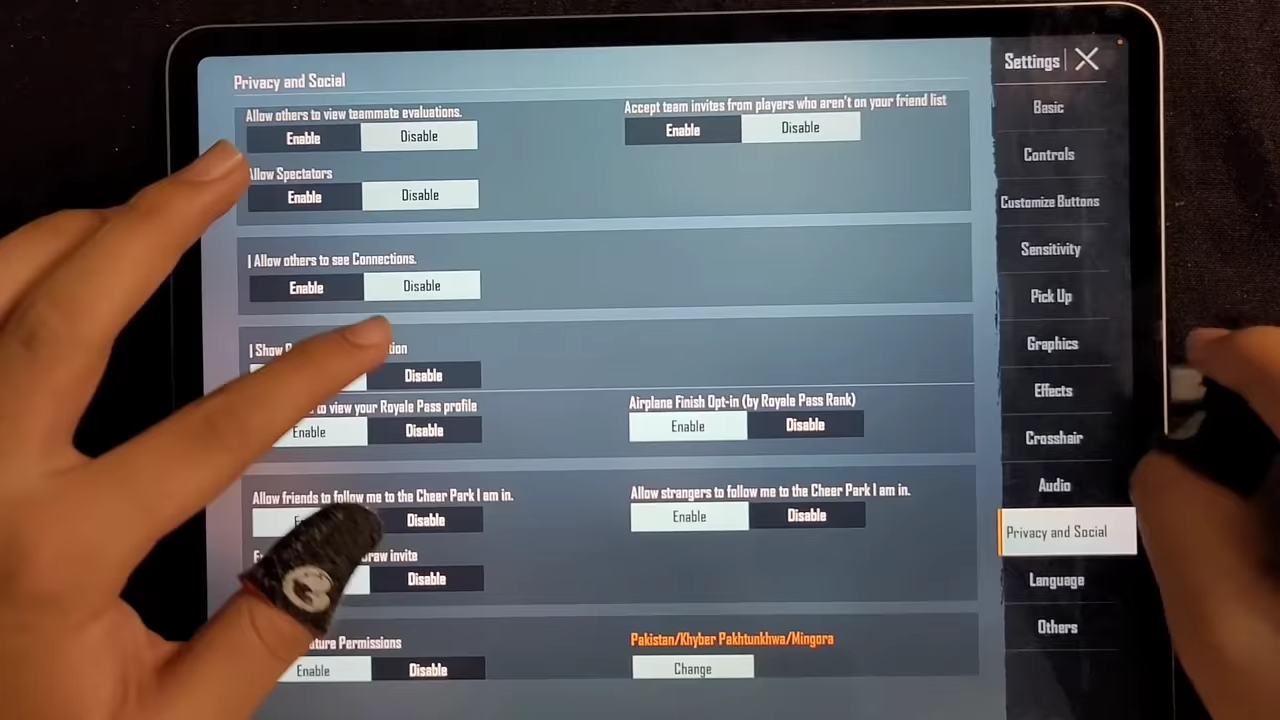 Privacy and Social
Settings
Allow others to view teammate evaluations.
Accept team invites from players who aren't on your friend list
Enable Disable
Enable Disable
Allow Spectators
Enable Disable
Allow others to see Connections.
Enable Disable
Show
Disable
to view your Royale Pass profile
Airplane Finish Opt-in (by Royale Pass Rank)
Enable Disable
Enable Disable
Allow friends to follow me to the Cheer Park I am in.
Allow strangers to follow me to the Cheer Park I am in.
Disable
Enable Disable
invite
Disable
Permissions
Pakistan/Khyber Pakhtunkhwa/Mingora
Enable Disable
Change
Basic
Controls
Customize Buttons
Sensitivity
Pick Up
Graphics
Effects
Crosshair
Audio
Privacy and Social
Language
Others